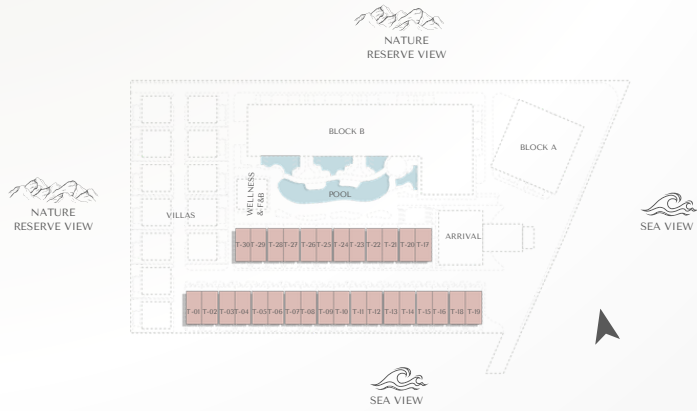 NATURE
RESERVE VIEW
BLOCK B
BLOCK A
NATURE
RESERVE VIEW
WELLNESS
& F&B
POOL
VILLAS
SEA VIEW
ARRIVAL
T-30 T-29 T-28 T-27 T-26 T-25 T-24 T-23 T-22 T-21 T-20 T-17
T-01 T-02 T-03 T-04 T-05 T-06 T-07 T-08 T-09 T-10 T-11 T-12 T-13 T-14 T-15 T-16 T-18 T-19
SEA VIEW